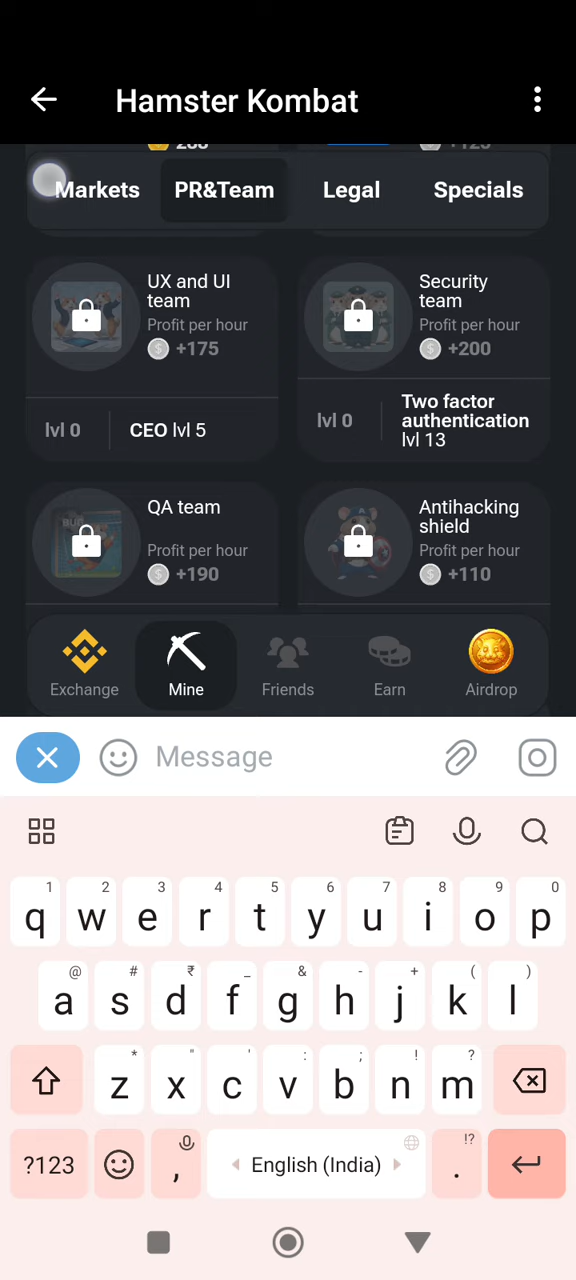 Hamster Kombat
Markets PR&Team Legal Specials
UX and UI
team
Profit per hour
+175
lvl 0 CEO lvl 5
Security
team
Profit per hour
+200
lvl 0 Two factor
authentication
lvl 13
QA team
Profit per hour
+190
Antihacking
shield
Profit per hour
+110
Exchange Mine Friends Earn Airdrop
Message
1 2 3 4 5 6 7 8 9 0
q w e r t y u i o p
@ # ₹ _ & - + ( )
a s d f g h j k l
* " ' : ; ! ?
z x c v b n m
!?
?123 , English (India) .